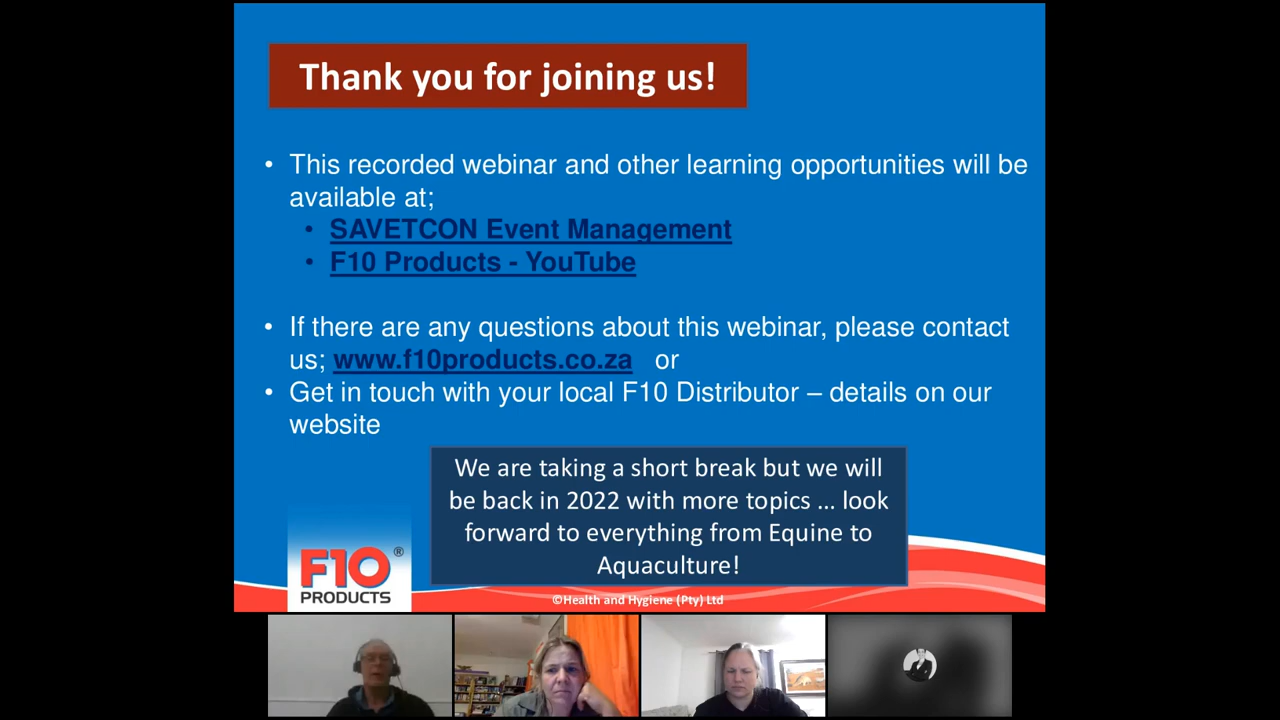 Thank you for joining us!
• This recorded webinar and other learning opportunities will be
available at;
• SAVETCON Event Management
• F10 Products - YouTube
• If there are any questions about this webinar, please contact
us; www.f10products.co.za or
• Get in touch with your local F10 Distributor – details on our
website
We are taking a short break but we will
be back in 2022 with more topics … look
forward to everything from Equine to
Aquaculture!
F10®
PRODUCTS
©Health and Hygiene (Pty) Ltd